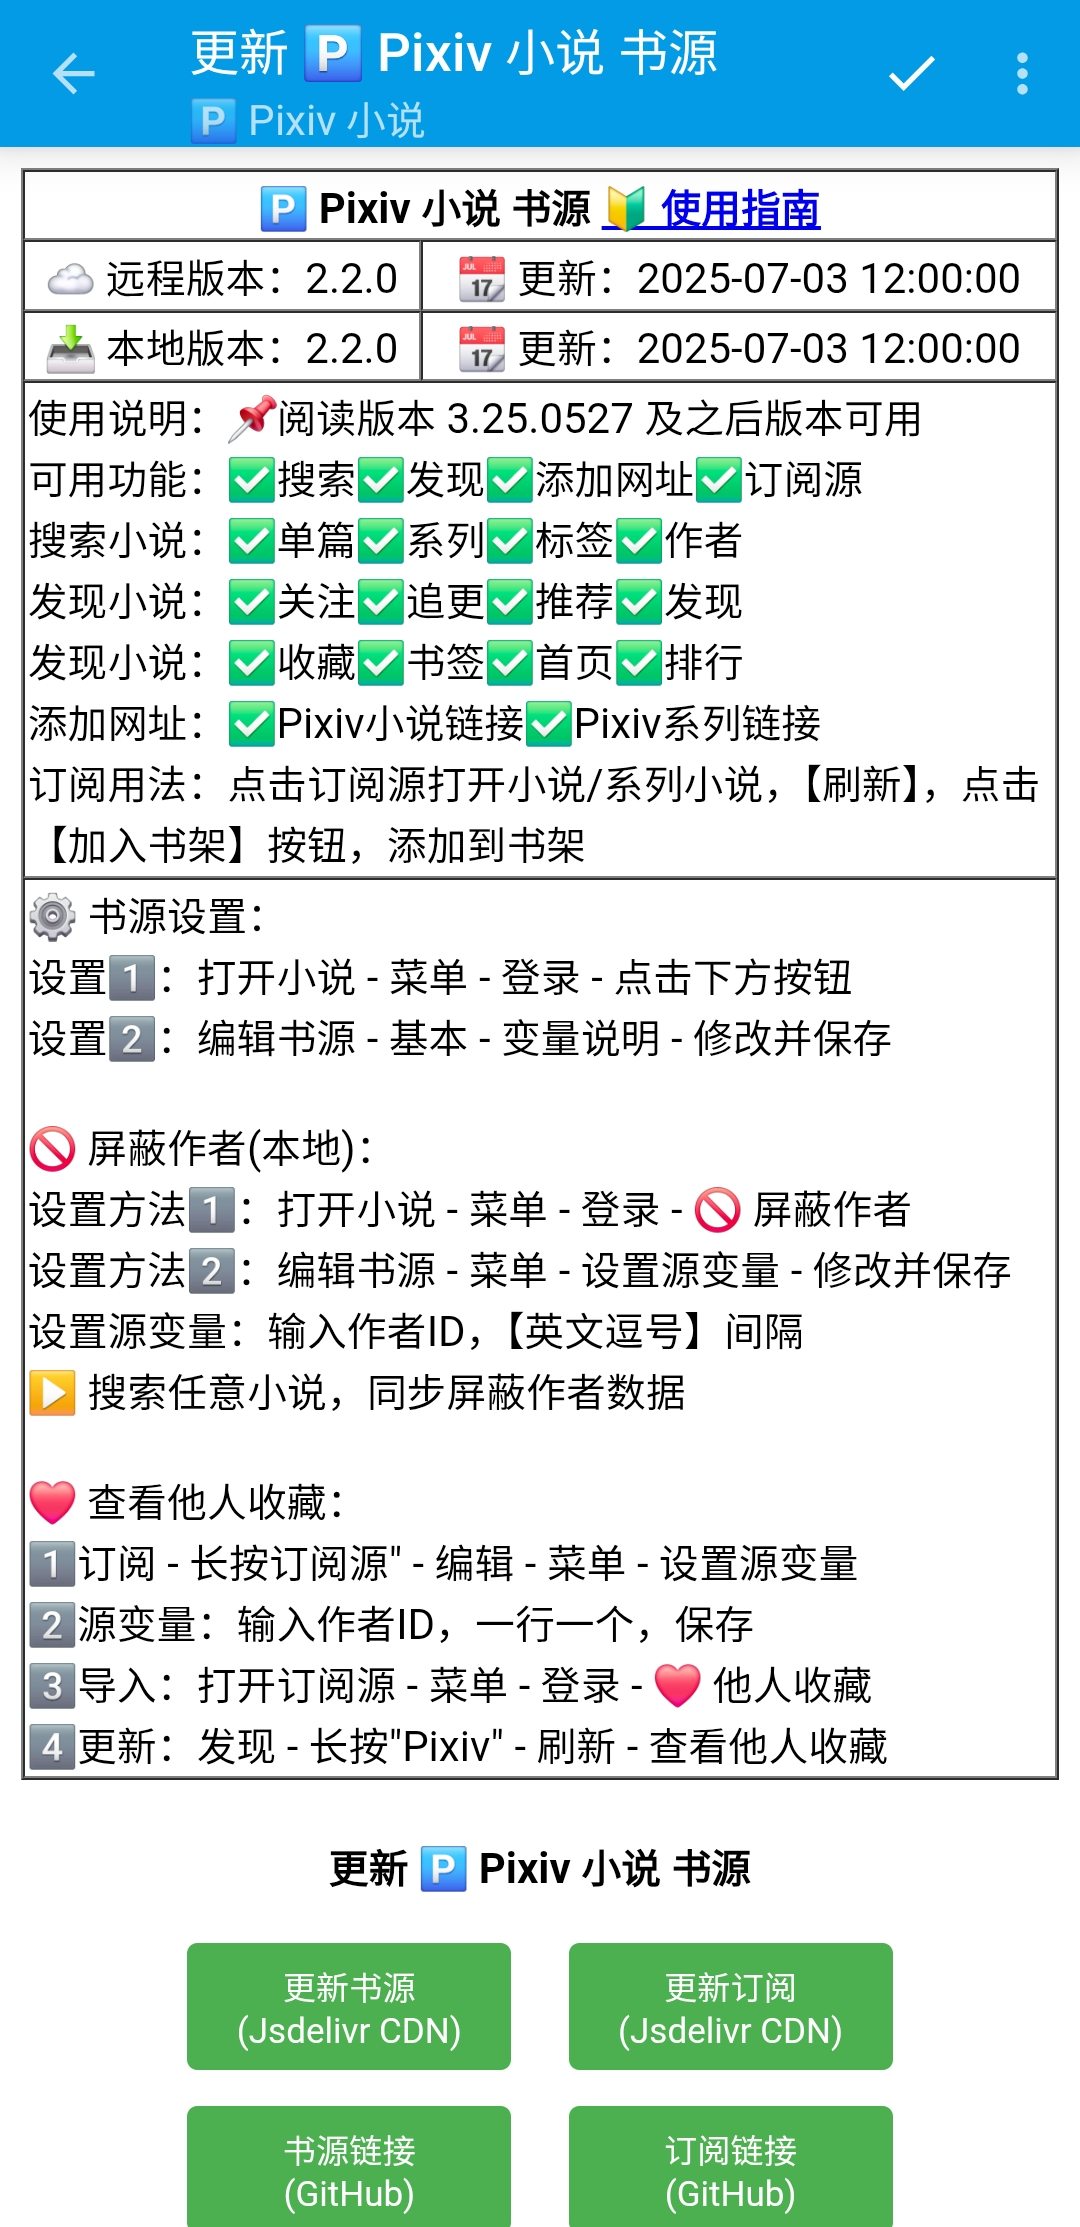 更新 🅿️ Pixiv 小说 书源
🅿️ Pixiv 小说
🅿️ Pixiv 小说 书源 🔰 使用指南
☁️ 远程版本：2.2.0
📅 更新：2025-07-03 12:00:00
📥 本地版本：2.2.0
📅 更新：2025-07-03 12:00:00
使用说明：📌阅读版本 3.25.0527 及之后版本可用
可用功能：✅搜索✅发现✅添加网址✅订阅源
搜索小说：✅单篇✅系列✅标签✅作者
发现小说：✅关注✅追更✅推荐✅发现
发现小说：✅收藏✅书签✅首页✅排行
添加网址：✅Pixiv小说链接✅Pixiv系列链接
订阅用法：点击订阅源打开小说/系列小说，【刷新】，点击
【加入书架】按钮，添加到书架
⚙️ 书源设置：
设置1️⃣：打开小说 - 菜单 - 登录 - 点击下方按钮
设置2️⃣：编辑书源 - 基本 - 变量说明 - 修改并保存
🚫 屏蔽作者(本地)：
设置方法1️⃣：打开小说 - 菜单 - 登录 - 🚫 屏蔽作者
设置方法2️⃣：编辑书源 - 菜单 - 设置源变量 - 修改并保存
设置源变量：输入作者ID，【英文逗号】间隔
▶️ 搜索任意小说，同步屏蔽作者数据
❤️ 查看他人收藏：
1️⃣订阅 - 长按订阅源" - 编辑 - 菜单 - 设置源变量
2️⃣源变量：输入作者ID，一行一个，保存
3️⃣导入：打开订阅源 - 菜单 - 登录 - ❤️ 他人收藏
4️⃣更新：发现 - 长按"Pixiv" - 刷新 - 查看他人收藏
更新 🅿️ Pixiv 小说 书源
更新书源
(Jsdelivr CDN)
更新订阅
(Jsdelivr CDN)
书源链接
(GitHub)
订阅链接
(GitHub)